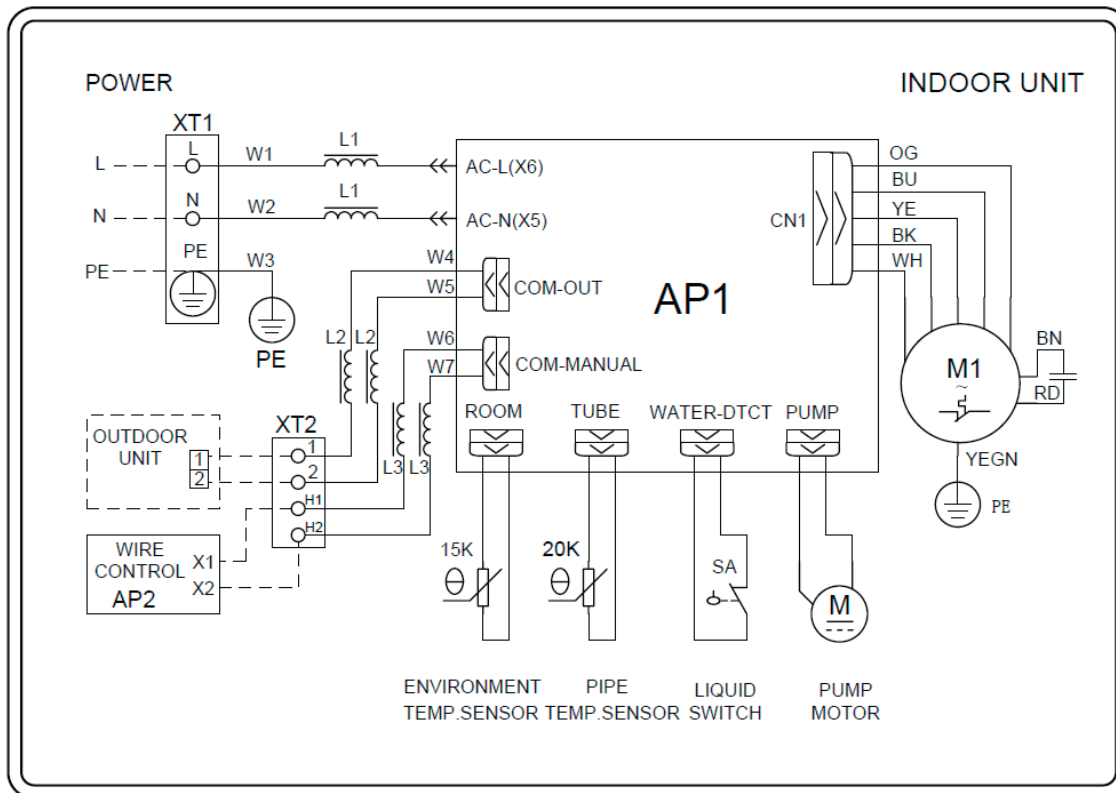 POWER
INDOOR UNIT
XT1
L
L
W1
L1
AC-L(X6)
N
N
W2
L1
AC-N(X5)
PE
PE
W3
PE
W4
W5
COM-OUT
L2
L2
W6
W7
COM-MANUAL
L3
L3
AP1
CN1
OG
BU
YE
BK
WH
M1
~
BN
RD
YEGN
PE
ROOM
TUBE
WATER-DTCT
PUMP
OUTDOOR
UNIT
1
2
XT2
1
2
H1
H2
WIRE
CONTROL
AP2
X1
X2
15K
θ
20K
θ
SA
M
ENVIRONMENT
TEMP.SENSOR
PIPE
TEMP.SENSOR
LIQUID
SWITCH
PUMP
MOTOR